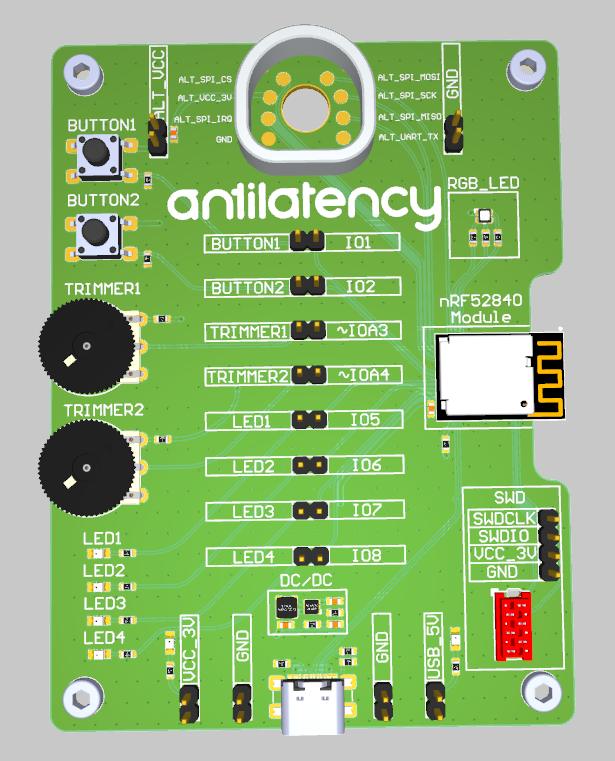 ALT_VCC
ALT_SPI_CS
ALT_VCC_3V
ALT_SPI_IRQ
GND
ALT_SPI_MOSI
ALT_SPI_SCK
ALT_SPI_MISO
ALT_UART_TX
GND
BUTTON1
BUTTON2
antilatency
RGB_LED
BUTTON1 IO1
BUTTON2 IO2
TRIMMER1 ~IOA3
TRIMMER2 ~IOA4
LED1 IO5
LED2 IO6
LED3 IO7
LED4 IO8
TRIMMER1
TRIMMER2
nRF52840
Module
LED1
LED2
LED3
LED4
DC/DC
SWD
SWDCLK
SWDIO
VCC_3V
GND
VCC_3V
GND
GND
USB_5V